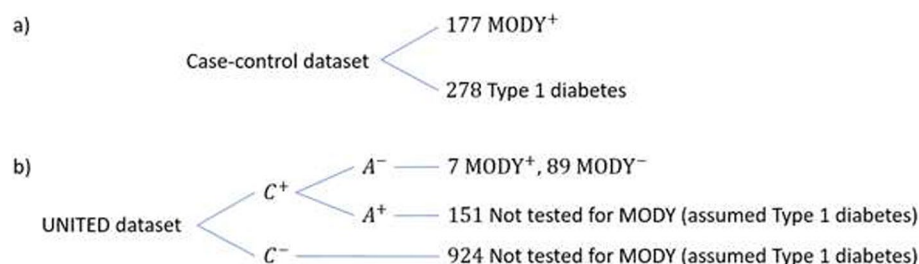 a)
177 MODY⁺
Case-control dataset
278 Type 1 diabetes
b)
A⁻ 7 MODY⁺, 89 MODY⁻
C⁺
A⁺ 151 Not tested for MODY (assumed Type 1 diabetes)
UNITED dataset
C⁻ 924 Not tested for MODY (assumed Type 1 diabetes)